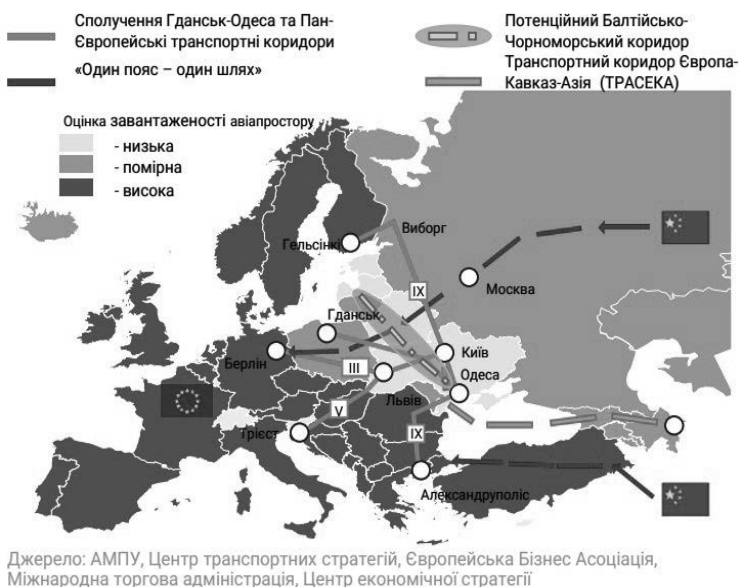 Сполучення Гданськ-Одеса та Пан-
Європейські транспортні коридори
«Один пояс – один шлях»
Потенційний Балтійсько-
Чорноморський коридор
Транспортний коридор Європа-
Кавказ-Азія (ТРАСЕКА)
Оцінка завантаженості авіапростору
- низька
- помірна
- висока
Виборг
Гельсінкі
IX
Москва
Гданськ
Берлін
III
Київ
Одеса
Львів
V
Трієст
IX
Александруполіс
Джерело: АМПУ, Центр транспортних стратегій, Європейська Бізнес Асоціація,
Міжнародна торгова адміністрація, Центр економічної стратегії